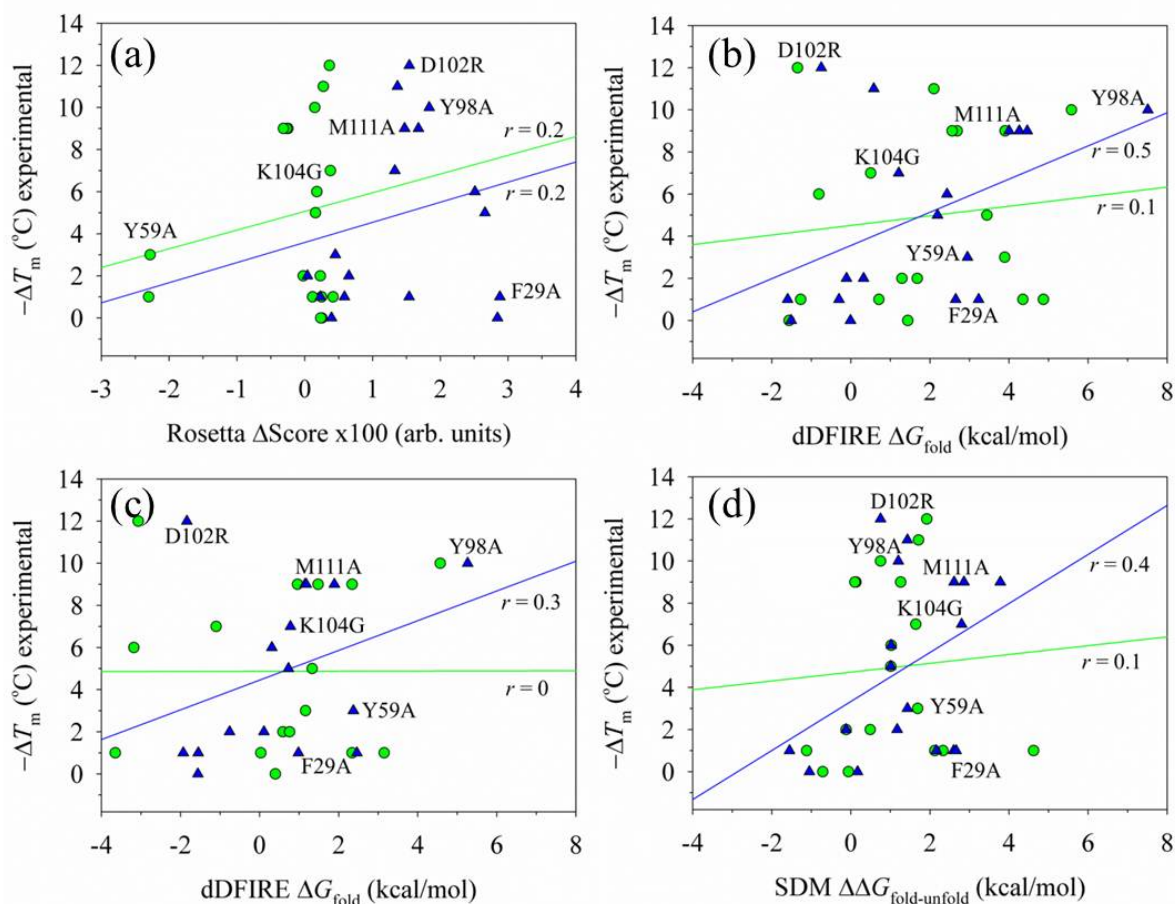 (a)
14
12
10
8
6
4
2
0
−ΔTm (°C) experimental
D102R
Y98A
M111A
r = 0.2
K104G
r = 0.2
Y59A
F29A
-3 -2 -1 0 1 2 3 4
Rosetta ΔScore x100 (arb. units)
(b)
14
12
10
8
6
4
2
0
−ΔTm (°C) experimental
D102R
Y98A
M111A
r = 0.5
K104G
r = 0.1
Y59A
F29A
-4 -2 0 2 4 6 8
dDFIRE ΔGfold (kcal/mol)
(c)
14
12
10
8
6
4
2
0
−ΔTm (°C) experimental
D102R
Y98A
M111A
r = 0.3
K104G
r = 0
Y59A
F29A
-4 -2 0 2 4 6 8
dDFIRE ΔGfold (kcal/mol)
(d)
14
12
10
8
6
4
2
0
−ΔTm (°C) experimental
D102R
Y98A
M111A
r = 0.4
K104G
r = 0.1
Y59A
F29A
-4 -2 0 2 4 6 8
SDM ΔΔGfold-unfold (kcal/mol)